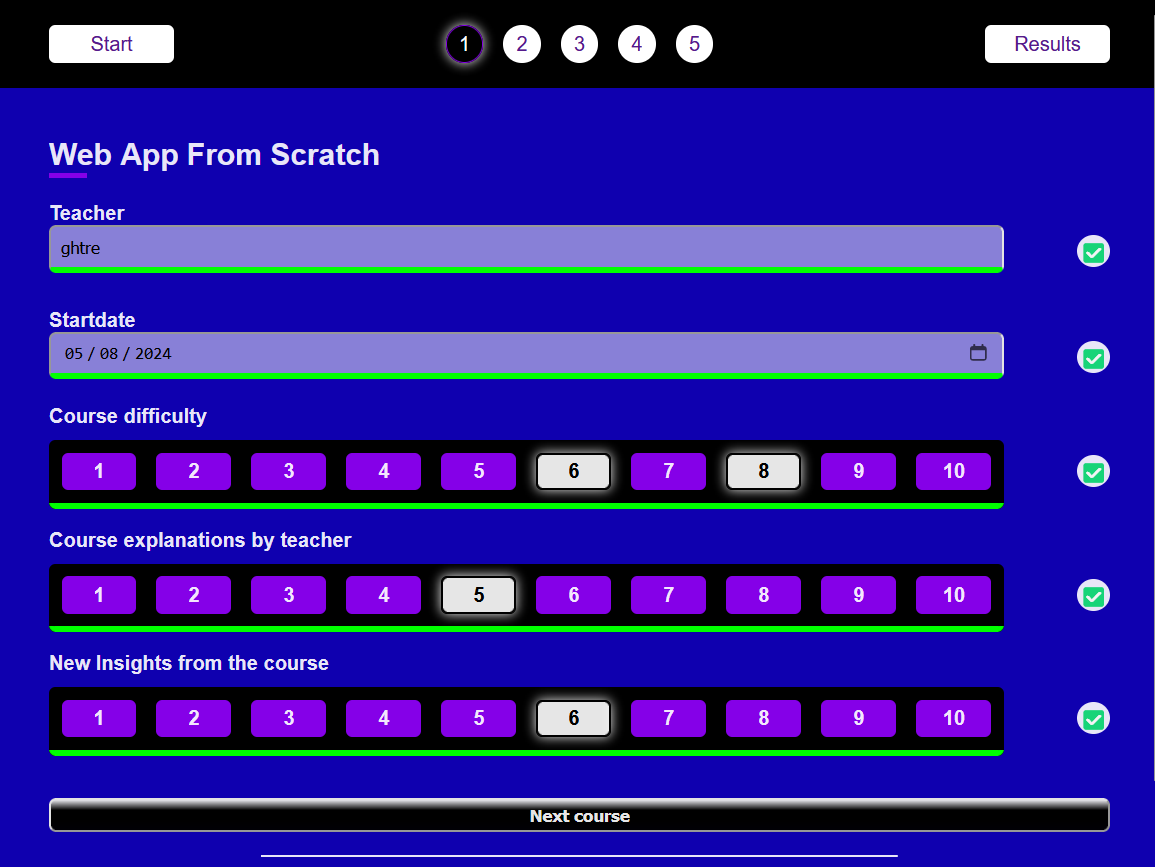 Start 1 2 3 4 5 Results
Web App From Scratch
Teacher
ghtre
Startdate
05 / 08 / 2024
Course difficulty
1 2 3 4 5 6 7 8 9 10
Course explanations by teacher
1 2 3 4 5 6 7 8 9 10
New Insights from the course
1 2 3 4 5 6 7 8 9 10
Next course